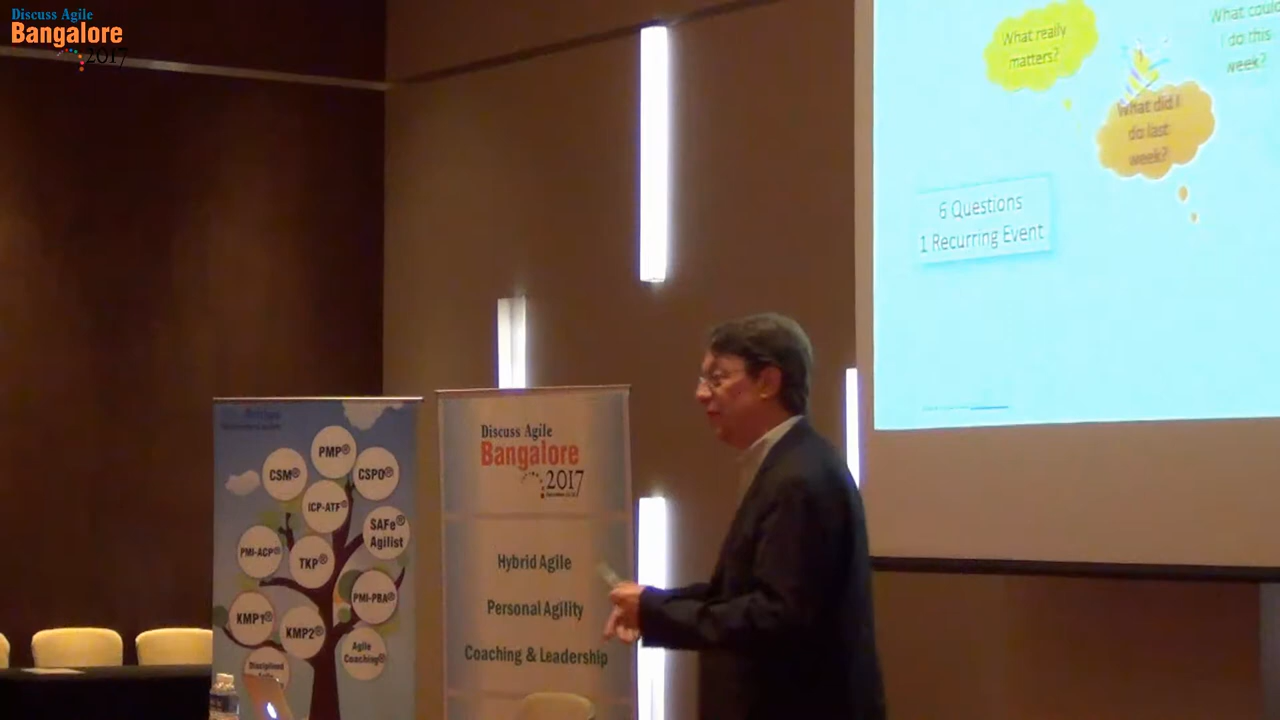 Discuss Agile
Bangalore
2017
What really
matters?
What could
I do this
week?
What did I
do last
week?
6 Questions
1 Recurring Event
PMP®
CSM®
CSPO®
ICP-ATF®
SAFe®
Agilist
PMI-ACP®
TKP®
PMI-PBA®
KMP1®
KMP2®
Agile
Coaching®
Disciplined
Discuss Agile
Bangalore
2017
Hybrid Agile
Personal Agility
Coaching & Leadership